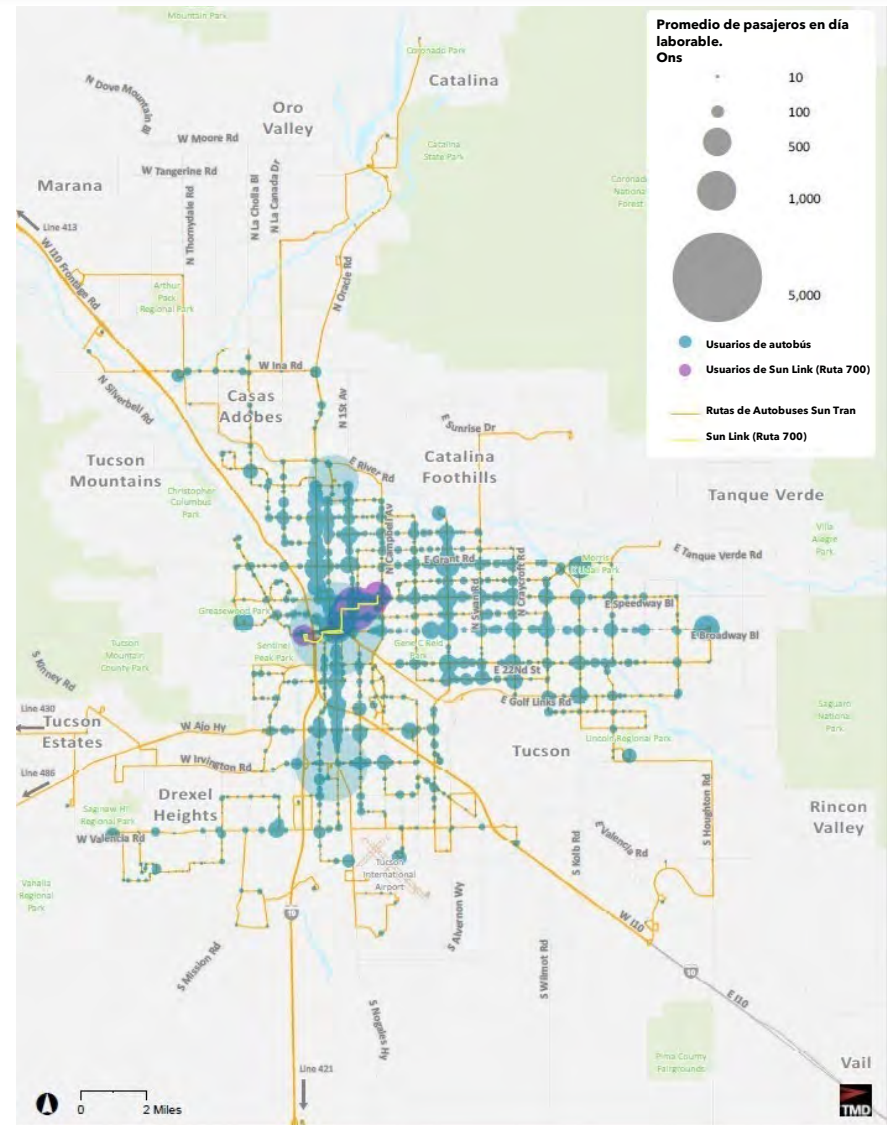 Mountain Park
Promedio de pasajeros en día
laborable.
Ons
10
100
500
1,000
5,000
Usuarios de autobús
Usuarios de Sun Link (Ruta 700)
Rutas de Autobuses Sun Tran
Sun Link (Ruta 700)
Coronado Park
Catalina
N Dove Mountain Bl
Oro
Valley
W Moore Rd
Catalina
State Park
W Tangerine Rd
Marana
N Thornydale Rd
N La Cholla Bl
N La Canada Dr
Coronado
National
Forest
Line 413
W I10 Frontage Rd
Arthur
Pack
Regional Park
N Oracle Rd
W Ina Rd
N Silverbell Rd
Casas
Adobes
N 1St Av
E Sunrise Dr
Catalina
Foothills
E River Rd
Tucson
Mountains
Christopher
Columbus
Park
Tanque Verde
N Campbell Av
Villa
Park
E Tanque Verde Rd
E Grant Rd
N Swan Rd
N Craycroft Rd
Morris
Park
Greasewood Park
E Speedway Bl
E Broadway Bl
Sentinel
Peak Park
Gene C Reid
Park
Tucson
Mountain
County Park
S Kinney Rd
E 22Nd St
E Golf Links Rd
Saguaro
National
Park
Line 430
Tucson
Estates
W Ajo Hy
Lincoln Regional Park
Tucson
W Irvington Rd
Line 486
Drexel
Heights
Saginaw Hill
Regional Park
W Valencia Rd
S Houghton Rd
Rincon
Valley
E Valencia Rd
S Kolb Rd
Tucson
International
Airport
Vahalla
Regional
Park
S Alvernon Wy
19
W I10
S Mission Rd
S Wilmot Rd
10
E I10
S Nogales Hy
Pima County
Fairgrounds
Vail
Line 421
0
2 Miles
TMD